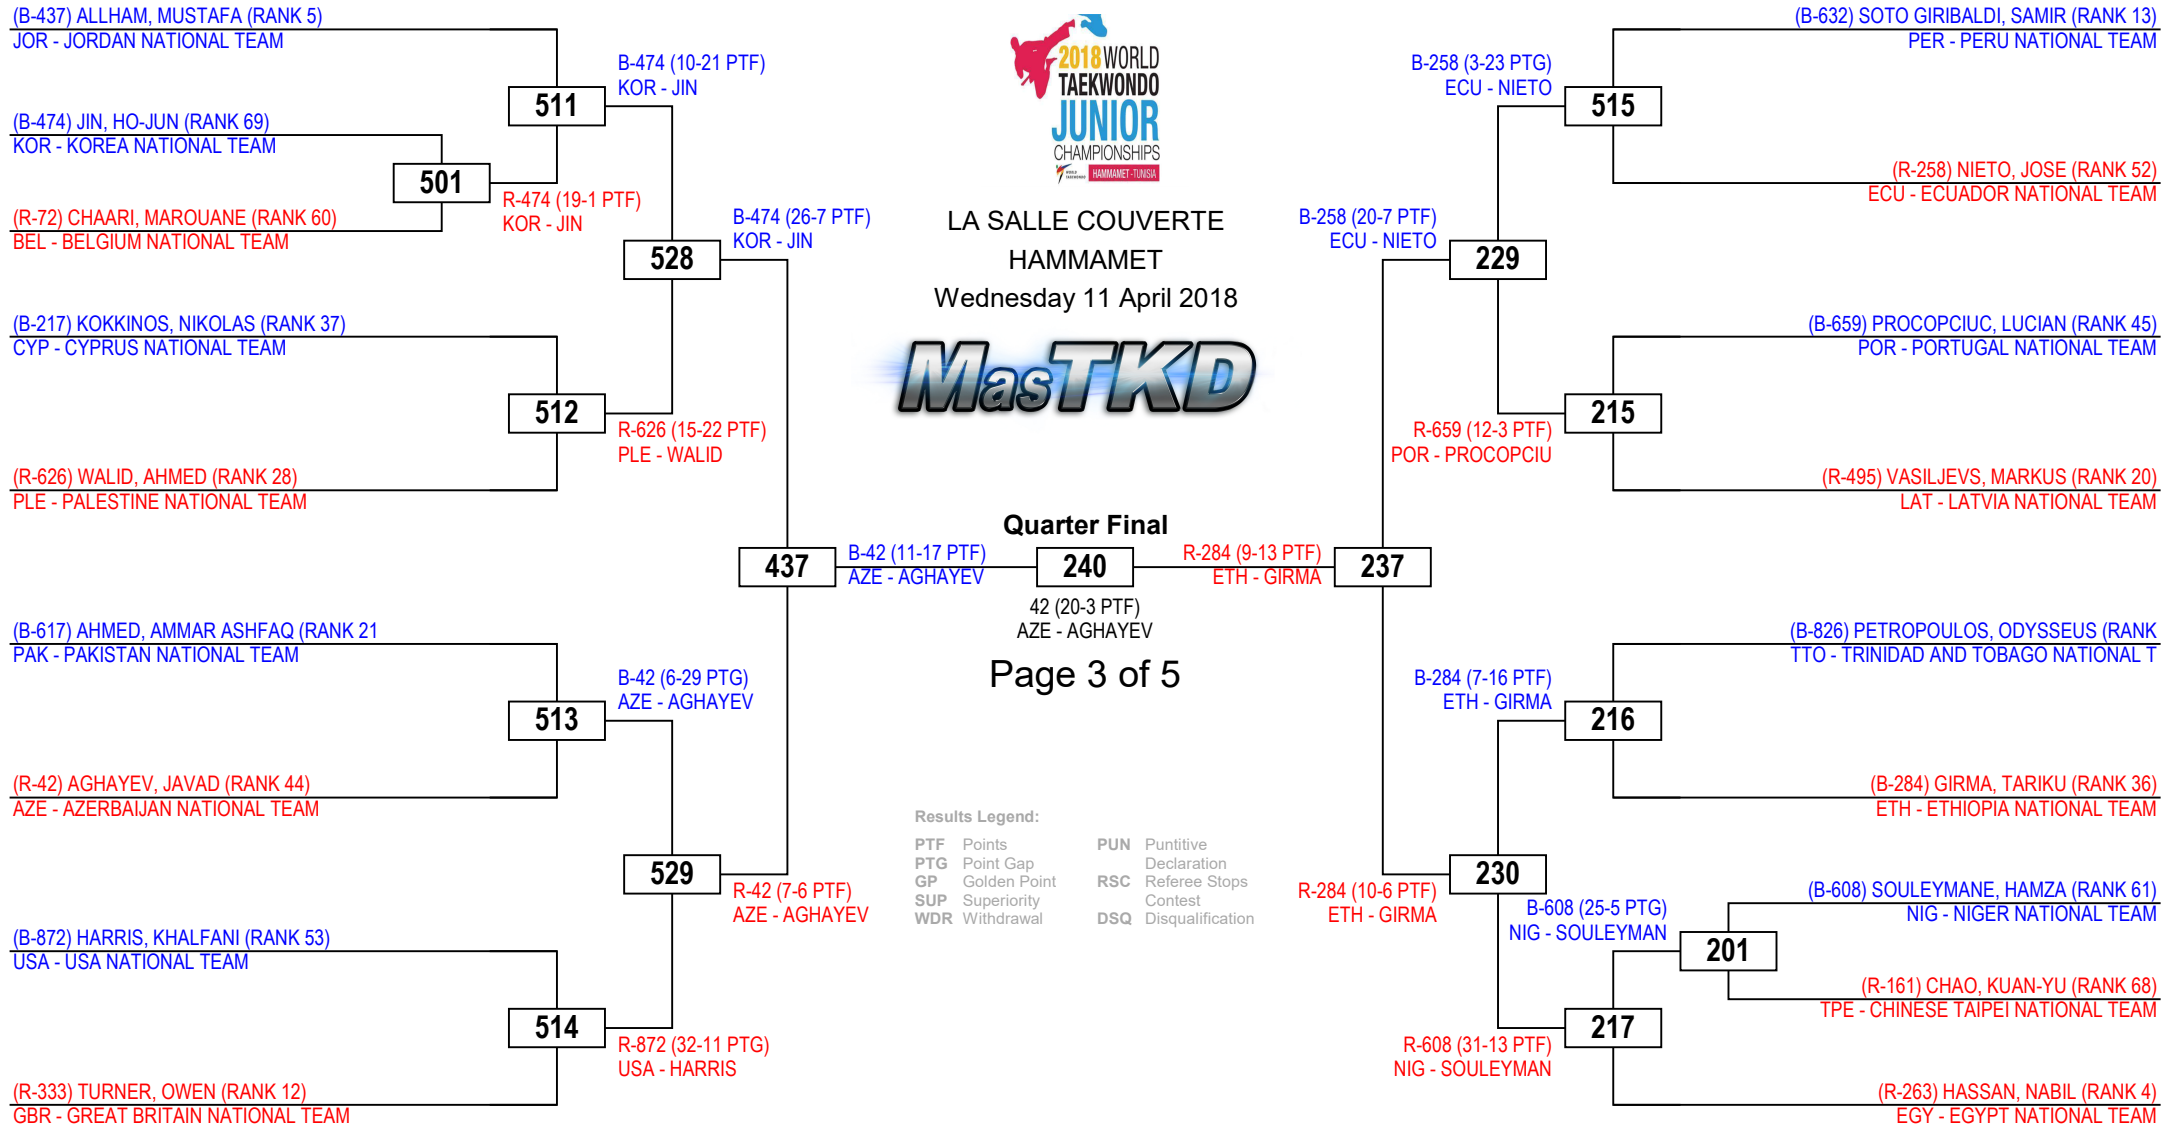 (B-437) ALLHAM, MUSTAFA (RANK 5)
JOR - JORDAN NATIONAL TEAM
(B-474) JIN, HO-JUN (RANK 69)
KOR - KOREA NATIONAL TEAM
(R-72) CHAARI, MAROUANE (RANK 60)
BEL - BELGIUM NATIONAL TEAM
(B-217) KOKKINOS, NIKOLAS (RANK 37)
CYP - CYPRUS NATIONAL TEAM
(R-626) WALID, AHMED (RANK 28)
PLE - PALESTINE NATIONAL TEAM
(B-617) AHMED, AMMAR ASHFAQ (RANK 21
PAK - PAKISTAN NATIONAL TEAM
(R-42) AGHAYEV, JAVAD (RANK 44)
AZE - AZERBAIJAN NATIONAL TEAM
(B-872) HARRIS, KHALFANI (RANK 53)
USA - USA NATIONAL TEAM
(R-333) TURNER, OWEN (RANK 12)
GBR - GREAT BRITAIN NATIONAL TEAM
501
R-474 (19-1 PTF)
KOR - JIN
511
B-474 (10-21 PTF)
KOR - JIN
512
R-626 (15-22 PTF)
PLE - WALID
513
B-42 (6-29 PTG)
AZE - AGHAYEV
514
R-872 (32-11 PTG)
USA - HARRIS
528
B-474 (26-7 PTF)
KOR - JIN
529
R-42 (7-6 PTF)
AZE - AGHAYEV
437
B-42 (11-17 PTF)
AZE - AGHAYEV
2018 WORLD
TAEKWONDO
JUNIOR
CHAMPIONSHIPS
WORLD
TAEKWONDO
HAMMAMET - TUNISIA
LA SALLE COUVERTE
HAMMAMET
Wednesday 11 April 2018
MasTKD
Quarter Final
240
42 (20-3 PTF)
AZE - AGHAYEV
Page 3 of 5
Results Legend:
PTF Points
PTG Point Gap
GP Golden Point
SUP Superiority
WDR Withdrawal
PUN Puntitive
Declaration
RSC Referee Stops
Contest
DSQ Disqualification
R-284 (9-13 PTF)
ETH - GIRMA
237
B-258 (20-7 PTF)
ECU - NIETO
229
R-284 (10-6 PTF)
ETH - GIRMA
230
B-258 (3-23 PTG)
ECU - NIETO
515
R-659 (12-3 PTF)
POR - PROCOPCIU
215
B-284 (7-16 PTF)
ETH - GIRMA
216
R-608 (31-13 PTF)
NIG - SOULEYMAN
217
B-608 (25-5 PTG)
NIG - SOULEYMAN
201
(B-632) SOTO GIRIBALDI, SAMIR (RANK 13)
PER - PERU NATIONAL TEAM
(R-258) NIETO, JOSE (RANK 52)
ECU - ECUADOR NATIONAL TEAM
(B-659) PROCOPCIUC, LUCIAN (RANK 45)
POR - PORTUGAL NATIONAL TEAM
(R-495) VASILJEVS, MARKUS (RANK 20)
LAT - LATVIA NATIONAL TEAM
(B-826) PETROPOULOS, ODYSSEUS (RANK
TTO - TRINIDAD AND TOBAGO NATIONAL T
(B-284) GIRMA, TARIKU (RANK 36)
ETH - ETHIOPIA NATIONAL TEAM
(B-608) SOULEYMANE, HAMZA (RANK 61)
NIG - NIGER NATIONAL TEAM
(R-161) CHAO, KUAN-YU (RANK 68)
TPE - CHINESE TAIPEI NATIONAL TEAM
(R-263) HASSAN, NABIL (RANK 4)
EGY - EGYPT NATIONAL TEAM